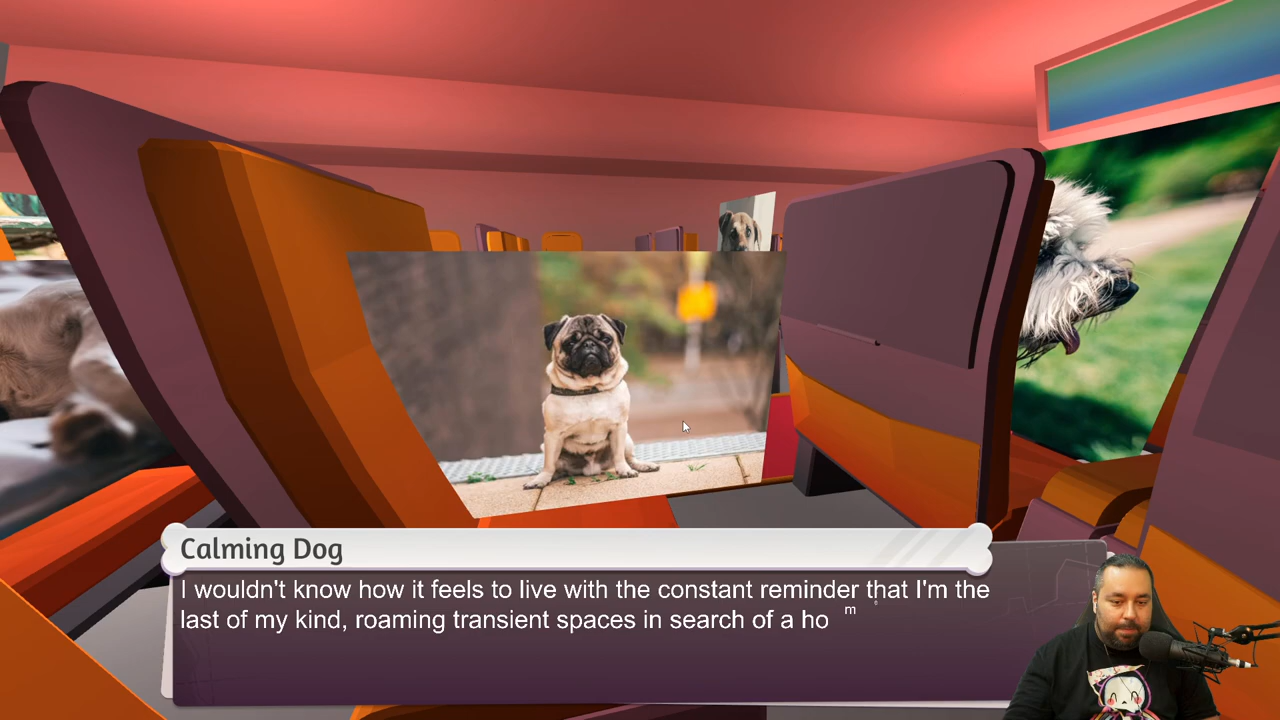 Calming Dog
I wouldn't know how it feels to live with the constant reminder that I'm the
last of my kind, roaming transient spaces in search of a hom